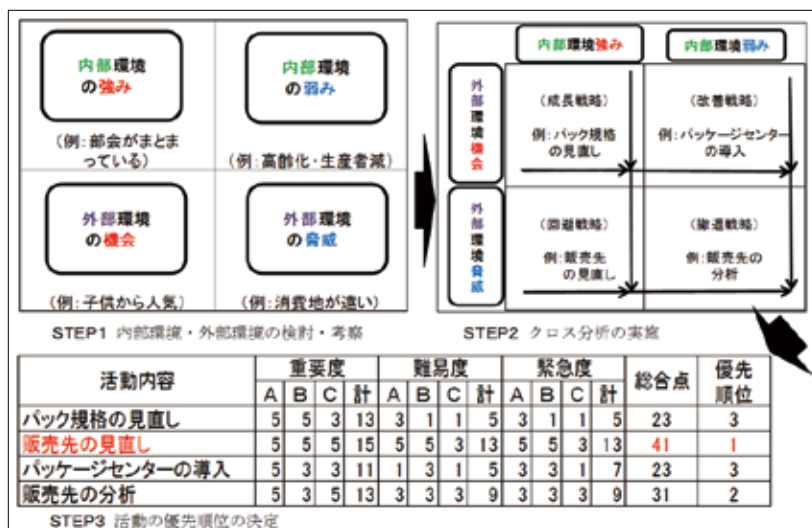 内部環境
の強み
(例:部会がまとま
っている)
内部環境
の弱み
(例:高齢化・生産者減)
外部環境
の機会
(例:子供から人気)
外部環境
の脅威
(例:消費地が遠い)
STEP1 内部環境・外部環境の検討・考察
内部環境強み
内部環境弱み
外部環境機会
(成長戦略)
例:パック規格
の見直し
(改善戦略)
例:パッケージセンター
の導入
外部環境脅威
(回避戦略)
例:販売先
の見直し
(撤退戦略)
例:販売先の
分析
STEP2 クロス分析の実施
活動内容 重要度 難易度 緊急度 総合点 優先順位
A B C 計 A B C 計 A B C 計
パック規格の見直し 5 5 3 13 3 1 1 5 3 1 1 5 23 3
販売先の見直し 5 5 5 15 5 5 3 13 5 5 3 13 41 1
パッケージセンターの導入 5 3 3 11 1 3 1 5 3 3 1 7 23 3
販売先の分析 5 3 5 13 3 3 3 9 3 3 3 9 31 2
STEP3 活動の優先順位の決定